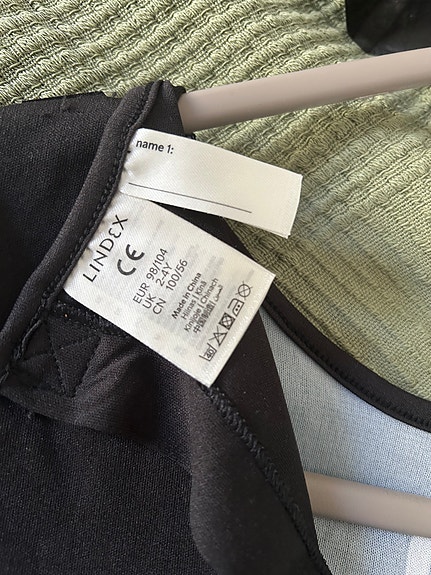 name 1:
LINDEX
CE
EUR 98/104
UK 2-4Y
CN 100/56
Made in China